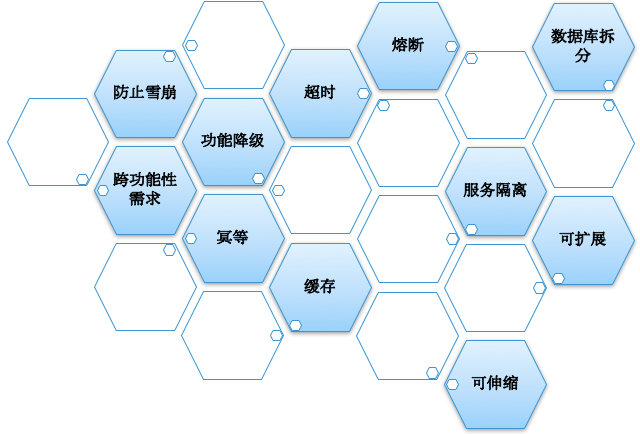 熔断
数据库拆
分
防止雪崩
超时
功能降级
跨功能性
需求
服务隔离
幂等
可扩展
缓存
可伸缩